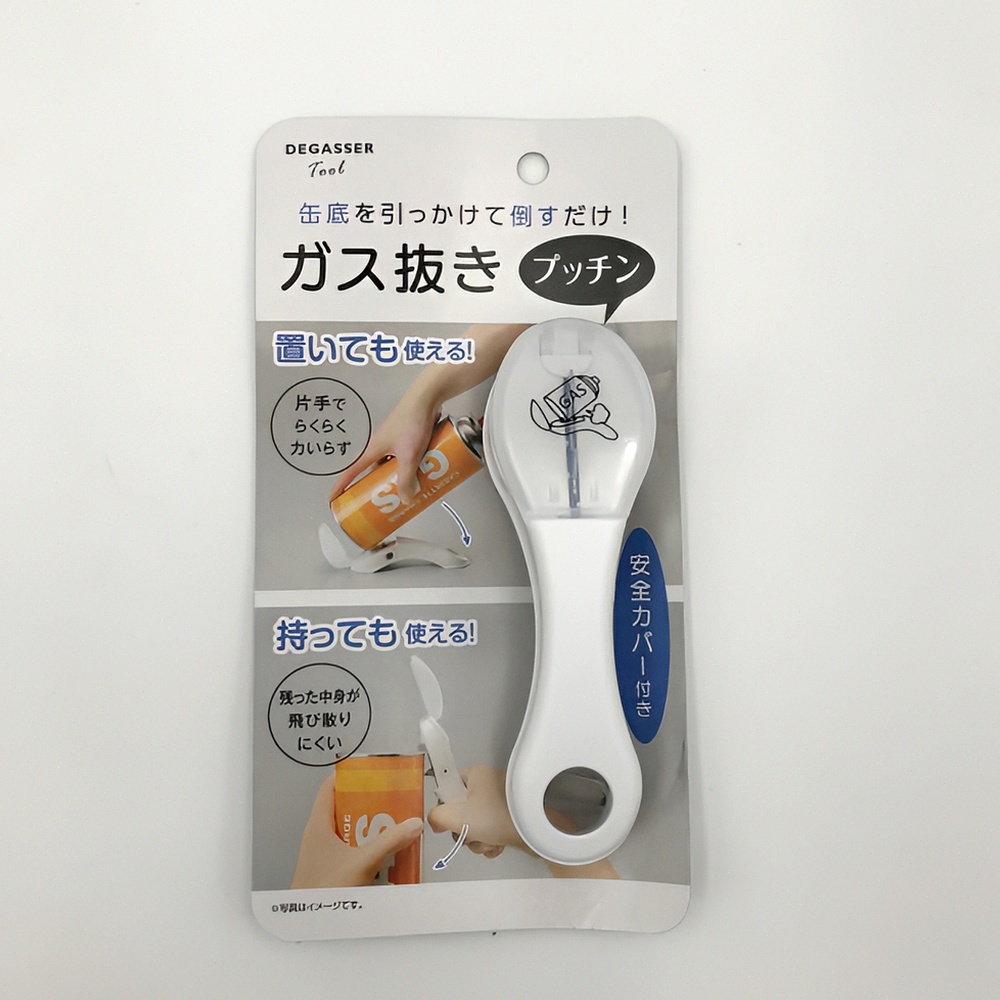 DEGASSER
Tool
缶底を引っかけて倒すだけ！
ガス抜き
プッチン
置いても使える!
片手で
らくらく
力いらず
GAS
GAS
安全カバー付き
持っても使える!
残った中身が
飛び散り
にくい
※写真はイメージです。